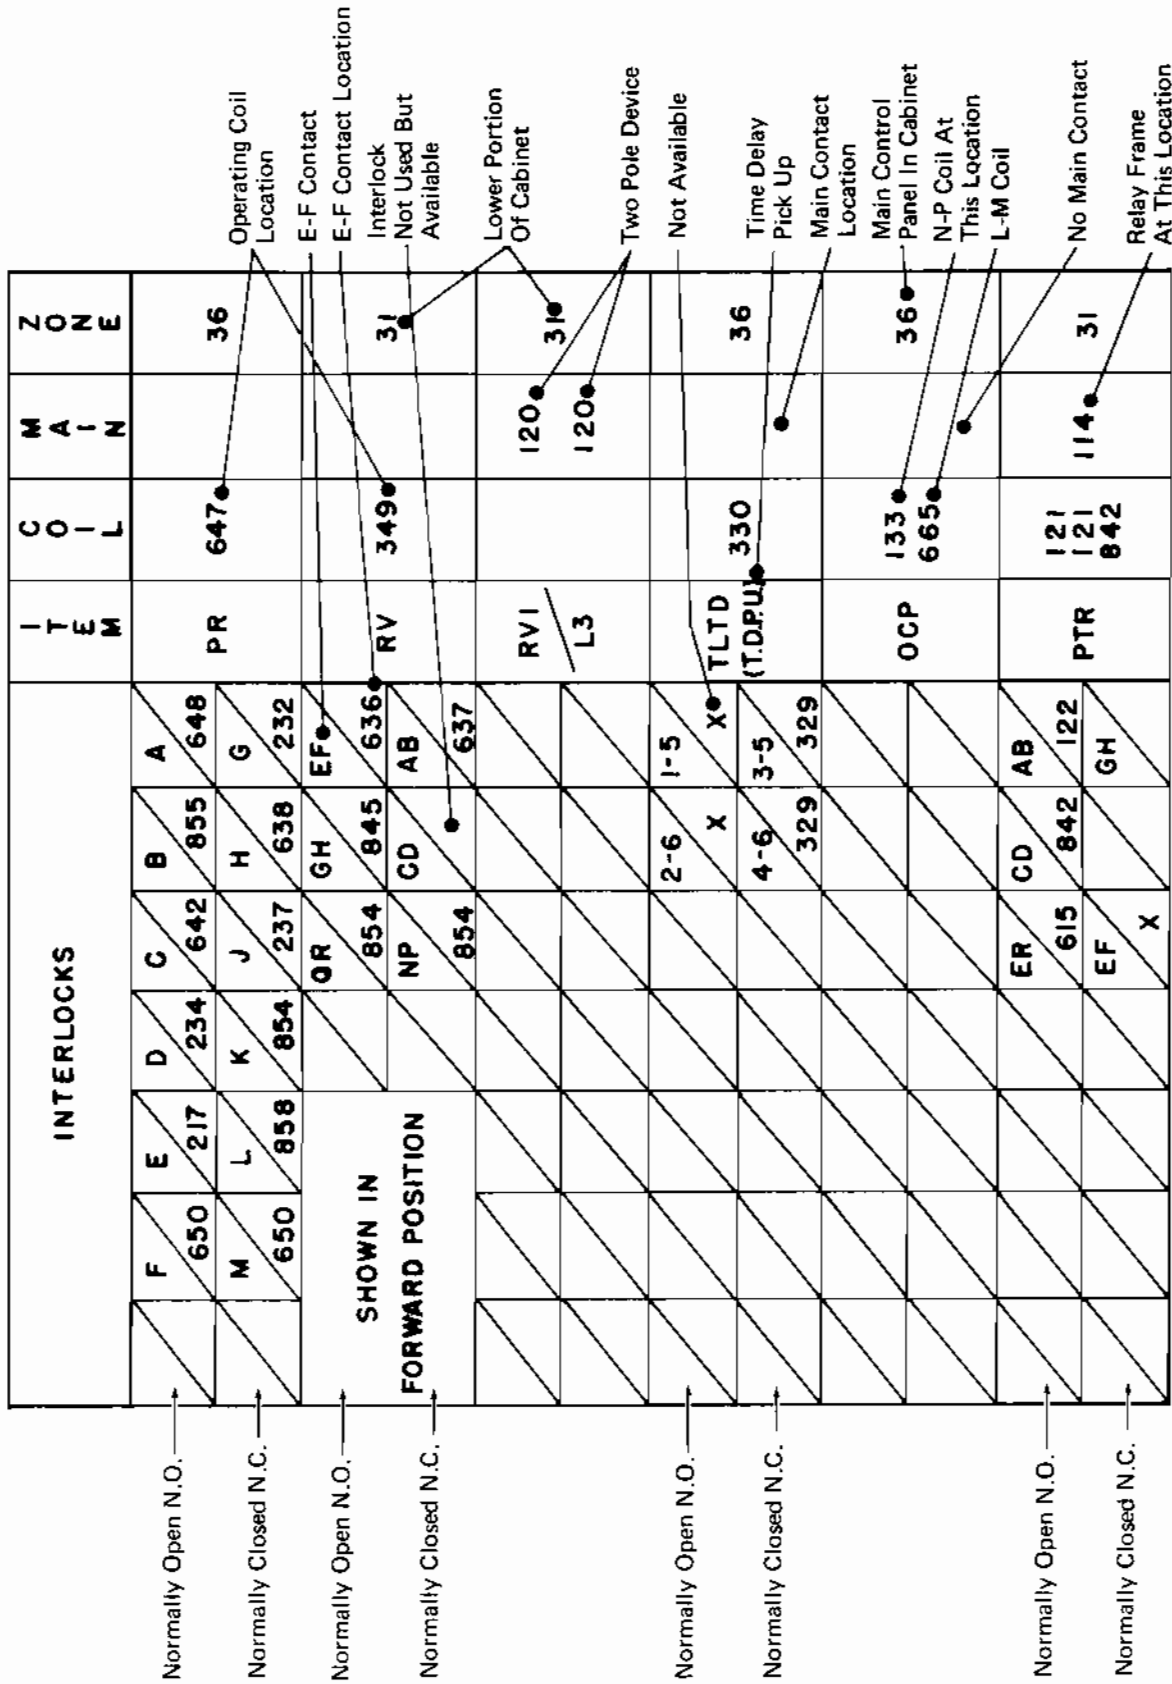 INTERLOCKS
ITEM
COIL
MAIN
ZONE
Normally Open N.O.
F 650
E 217
D 234
C 642
B 855
A 648
PR
647
36
Operating Coil
Location
Normally Closed N.C.
M 650
L 858
K 854
J 237
H 638
G 232
Normally Open N.O.
SHOWN IN
FORWARD POSITION
QR 854
GH 845
EF 636
RV
349
31
E-F Contact
E-F Contact Location
Interlock
Not Used But
Available
Normally Closed N.C.
NP 854
CD
AB 637
RV1
/
L3
120
120
31
Lower Portion
Of Cabinet
Two Pole Device
Normally Open N.O.
2-6 X
1-5 X
TLTD
(T.D.P.U)
330
36
Not Available
Time Delay
Pick Up
Main Contact
Location
Normally Closed N.C.
4-6 329
3-5 329
OCP
133
665
36
Main Control
Panel In Cabinet
N-P Coil At
This Location
L-M Coil
No Main Contact
Normally Open N.O.
ER 615
CD 842
AB 122
PTR
121
121
842
114
31
Relay Frame
At This Location
Normally Closed N.C.
EF X
GH